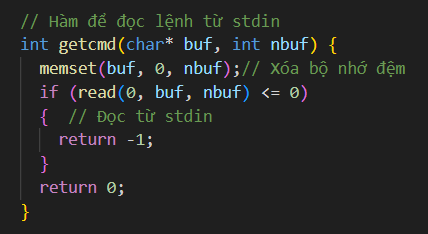 // Hàm để đọc lệnh từ stdin
int getcmd(char* buf, int nbuf) {
  memset(buf, 0, nbuf);// Xóa bộ nhớ đệm
  if (read(0, buf, nbuf) <= 0)
  {  // Đọc từ stdin
    return -1;
  }
  return 0;
}